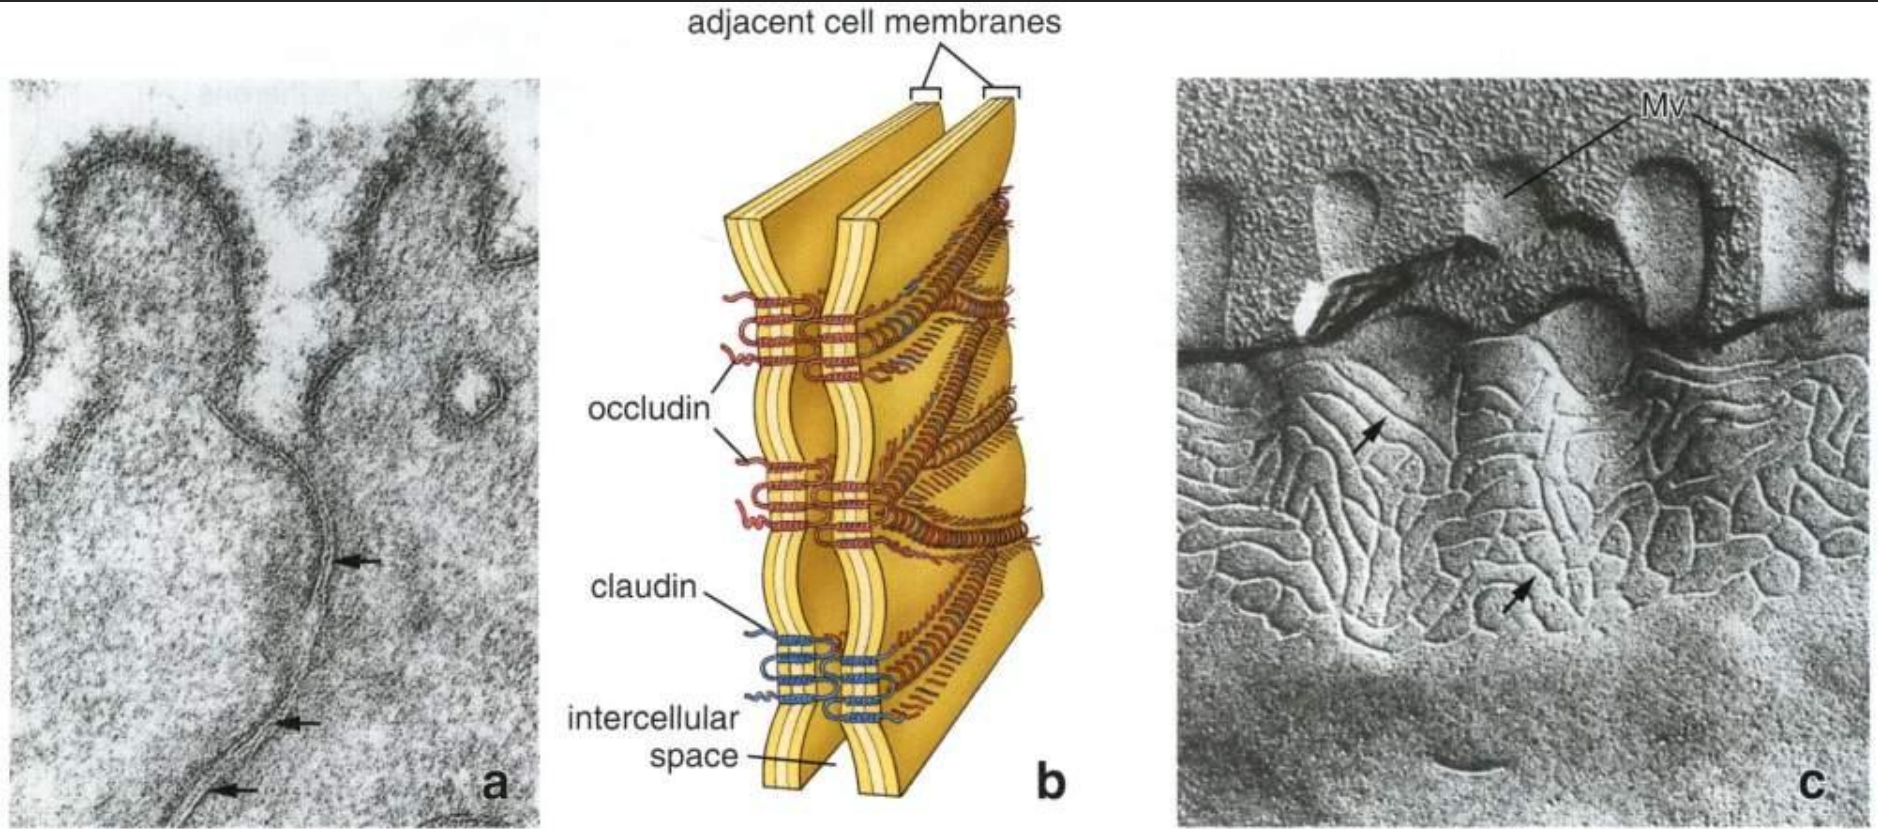 adjacent cell membranes
Mv
occludin
claudin
intercellular
space
a
b
c